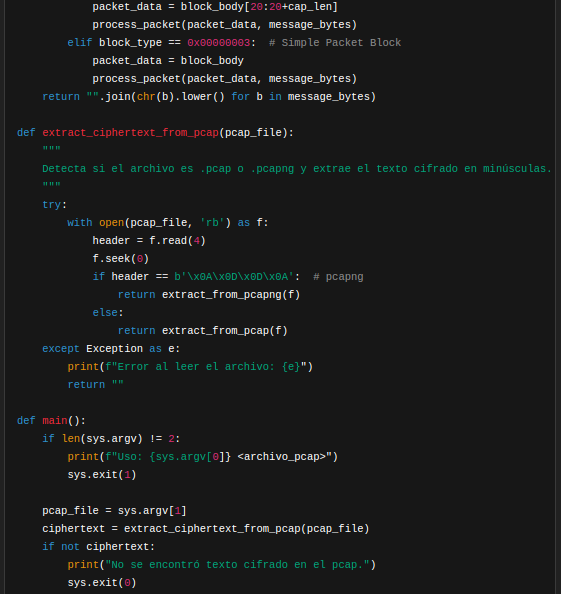 packet_data = block_body[20:20+cap_len]
process_packet(packet_data, message_bytes)
elif block_type == 0x00000003:  # Simple Packet Block
packet_data = block_body
process_packet(packet_data, message_bytes)
return "".join(chr(b).lower() for b in message_bytes)
def extract_ciphertext_from_pcap(pcap_file):
"""
Detecta si el archivo es .pcap o .pcapng y extrae el texto cifrado en minúsculas.
"""
try:
with open(pcap_file, 'rb') as f:
header = f.read(4)
f.seek(0)
if header == b'\x0A\x0D\x0D\x0A':  # pcapng
return extract_from_pcapng(f)
else:
return extract_from_pcap(f)
except Exception as e:
print(f"Error al leer el archivo: {e}")
return ""
def main():
if len(sys.argv) != 2:
print(f"Uso: {sys.argv[0]} <archivo_pcap>")
sys.exit(1)
pcap_file = sys.argv[1]
ciphertext = extract_ciphertext_from_pcap(pcap_file)
if not ciphertext:
print("No se encontró texto cifrado en el pcap.")
sys.exit(0)